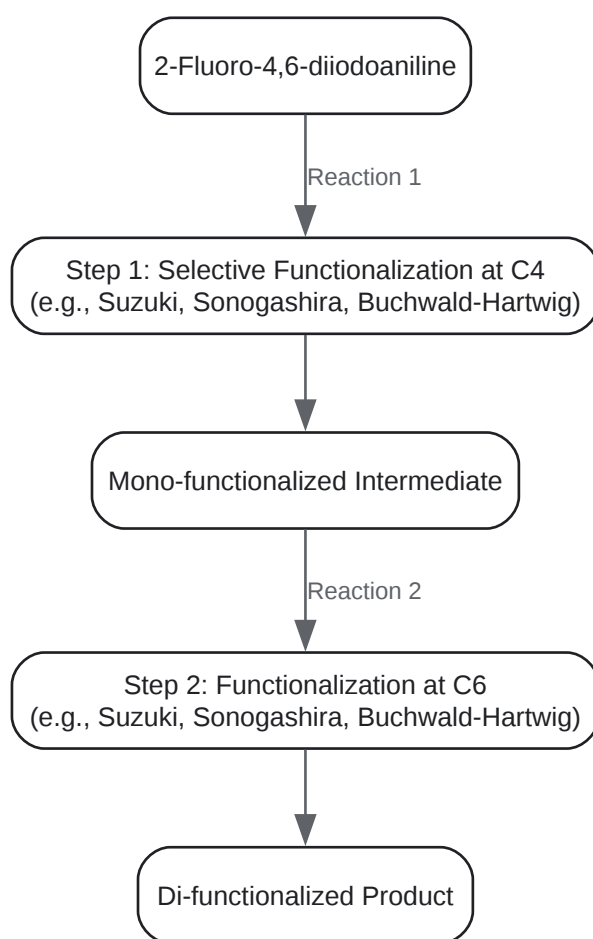 2-Fluoro-4,6-diiodoaniline
Reaction 1
Step 1: Selective Functionalization at C4
(e.g., Suzuki, Sonogashira, Buchwald-Hartwig)
Mono-functionalized Intermediate
Reaction 2
Step 2: Functionalization at C6
(e.g., Suzuki, Sonogashira, Buchwald-Hartwig)
Di-functionalized Product